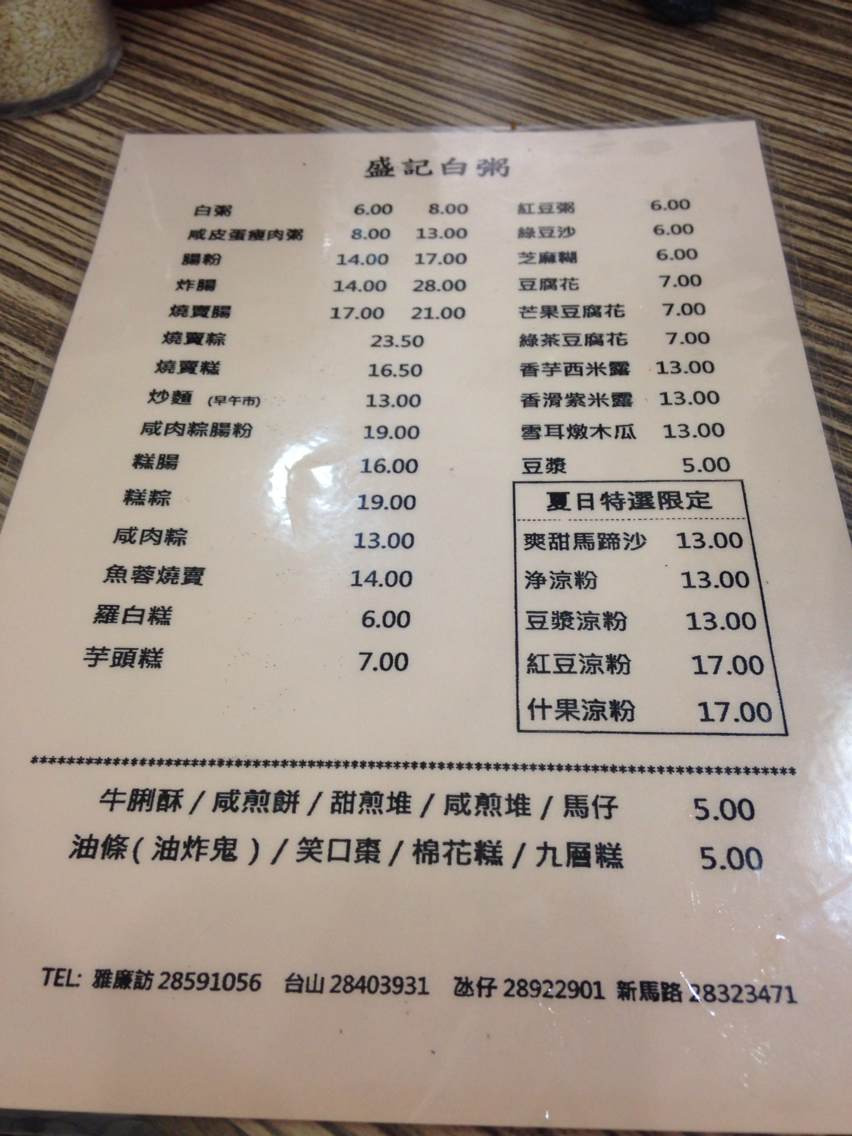 盛記白粥
白粥 6.00 8.00
咸皮蛋瘦肉粥 8.00 13.00
腸粉 14.00 17.00
炸腸 14.00 28.00
燒賣腸 17.00 21.00
燒賣粽 23.50
燒賣糕 16.50
炒麵 (早午市) 13.00
咸肉粽腸粉 19.00
糕腸 16.00
糕粽 19.00
咸肉粽 13.00
魚蓉燒賣 14.00
羅白糕 6.00
芋頭糕 7.00
紅豆粥 6.00
綠豆沙 6.00
芝麻糊 6.00
豆腐花 7.00
芒果豆腐花 7.00
綠茶豆腐花 7.00
香芋西米露 13.00
香滑紫米露 13.00
雪耳燉木瓜 13.00
豆漿 5.00
夏日特選限定
爽甜馬蹄沙 13.00
净涼粉 13.00
豆漿涼粉 13.00
紅豆涼粉 17.00
什果涼粉 17.00
牛脷酥 / 咸煎餅 / 甜煎堆 / 咸煎堆 / 馬仔 5.00
油條 ( 油炸鬼 ) / 笑口棗 / 棉花糕 / 九層糕 5.00
TEL: 雅廉訪 28591056 台山 28403931 氹仔 28922901 新馬路 28323471